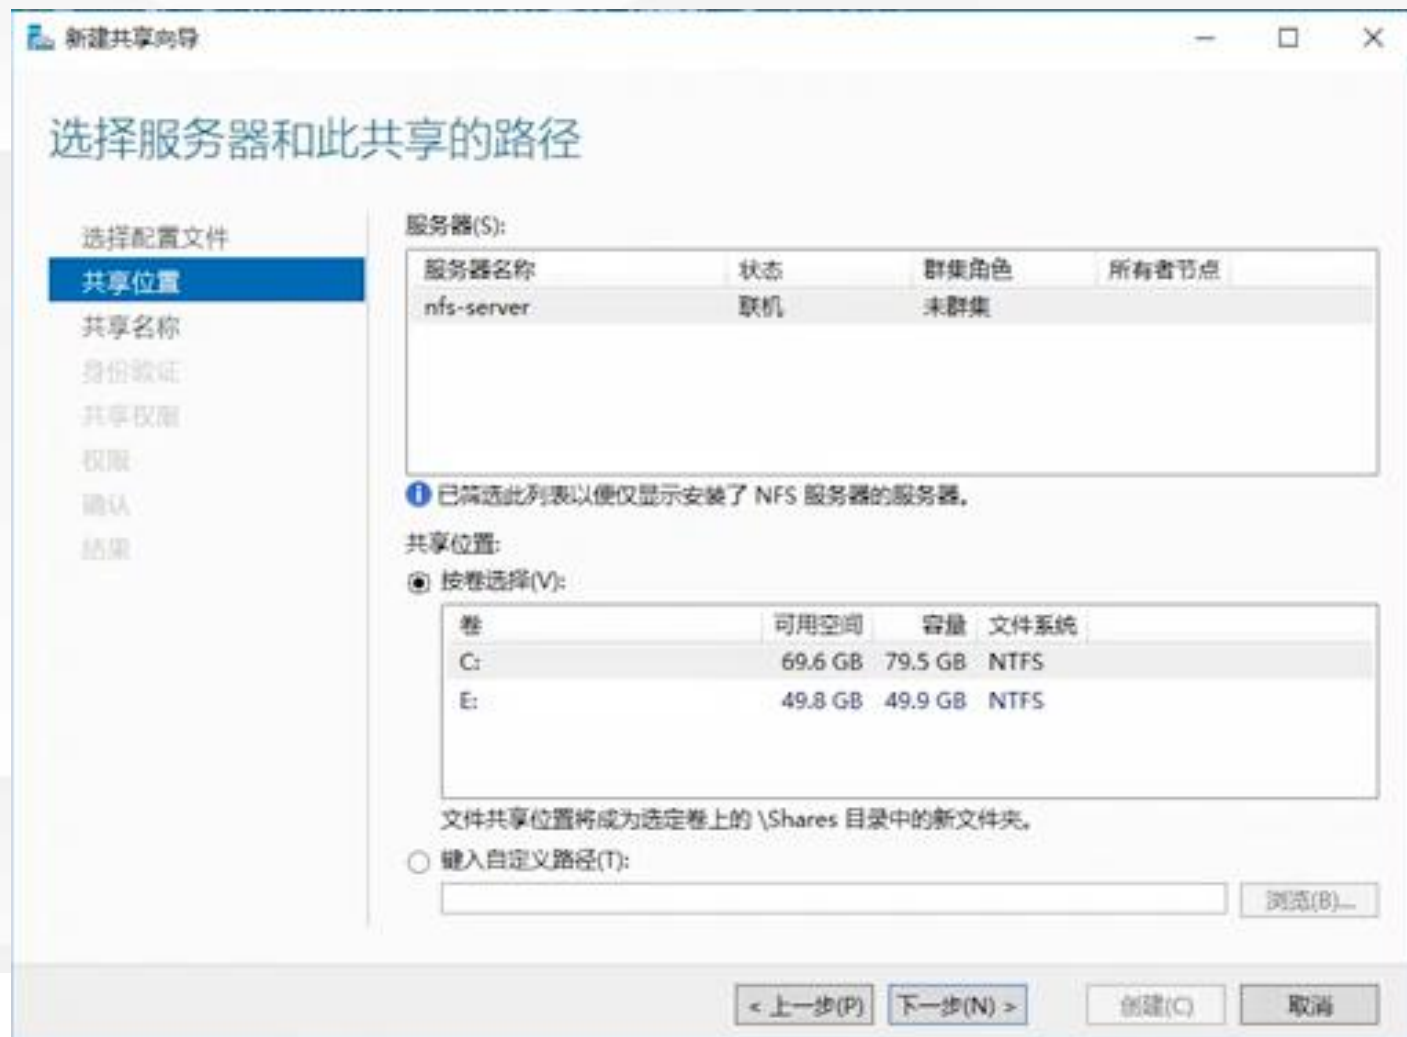 新建共享向导
选择服务器和此共享的路径
选择配置文件
共享位置
共享名称
身份验证
共享权限
权限
确认
结果
服务器(S):
服务器名称 状态 群集角色 所有者节点
nfs-server 联机 未群集
已筛选此列表以便仅显示安装了 NFS 服务器的服务器。
共享位置:
按卷选择(V):
卷 可用空间 容量 文件系统
C: 69.6 GB 79.5 GB NTFS
E: 49.8 GB 49.9 GB NTFS
文件共享位置将成为选定卷上的 \Shares 目录中的新文件夹。
键入自定义路径(T):
浏览(B)...
< 上一步(P) 下一步(N) > 创建(C) 取消